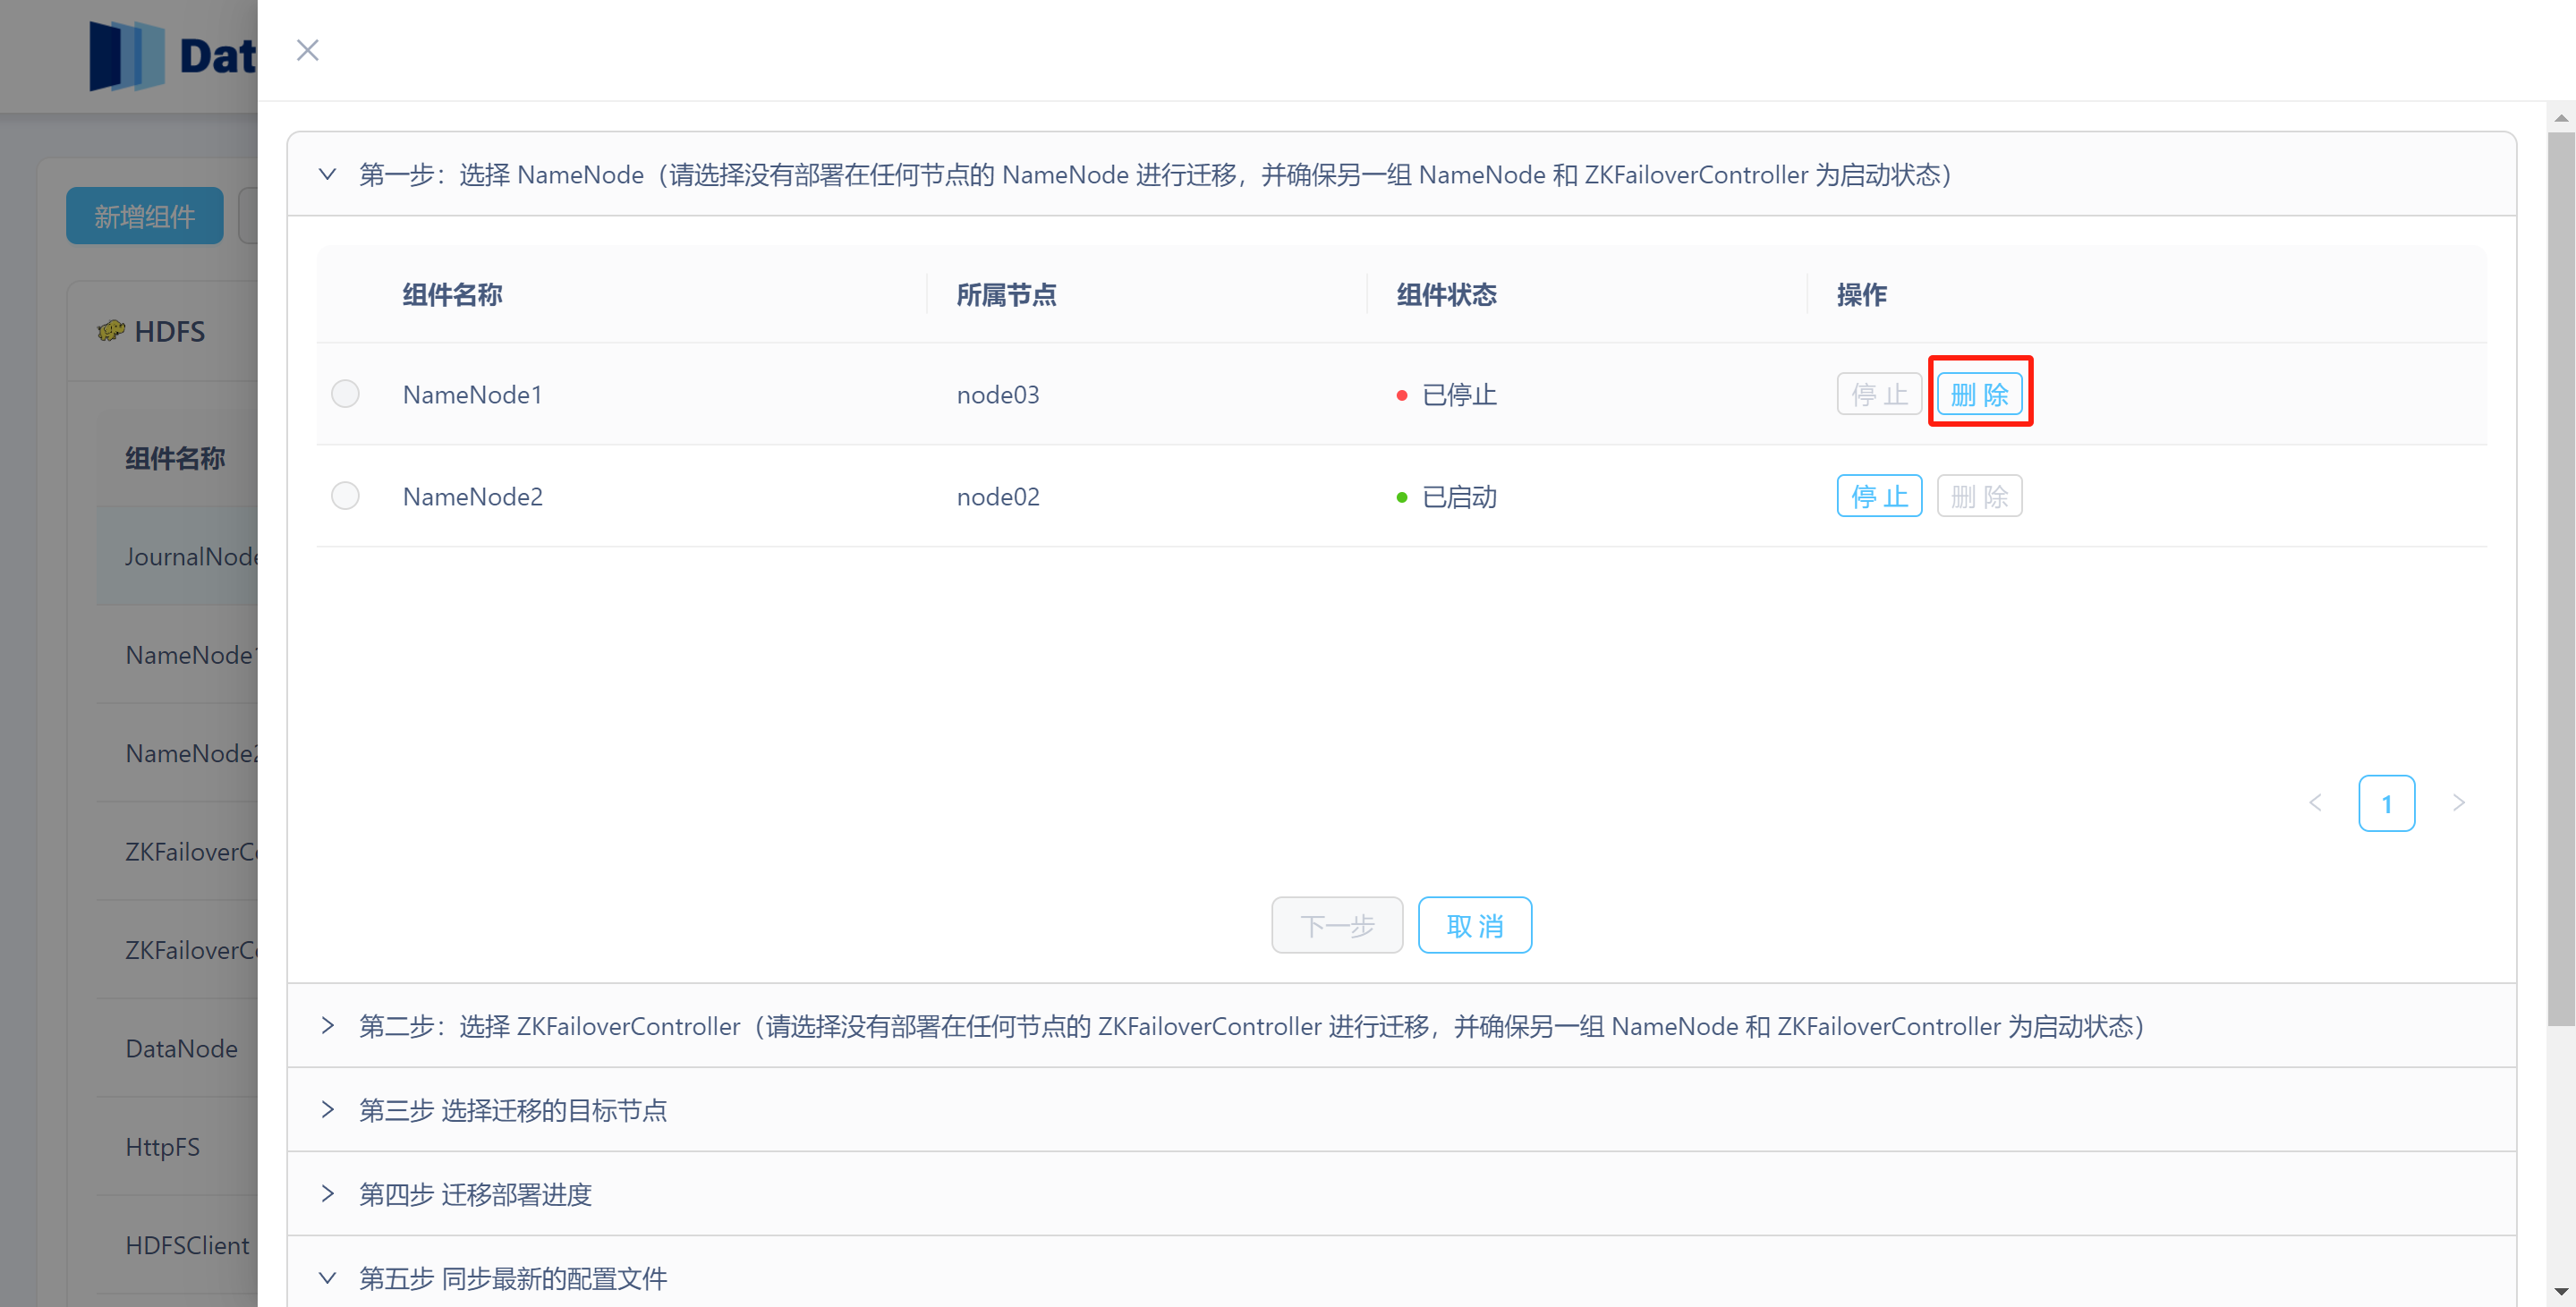 Dat
新增组件
HDFS
组件名称
JournalNode
NameNode1
NameNode2
ZKFailoverCo
ZKFailoverCo
DataNode
HttpFS
HDFSClient
第一步：选择 NameNode（请选择没有部署在任何节点的 NameNode 进行迁移，并确保另一组 NameNode 和 ZKFailoverController 为启动状态）
组件名称 所属节点 组件状态 操作
NameNode1 node03 已停止 停止 删除
NameNode2 node02 已启动 停止 删除
1
下一步 取消
第二步：选择 ZKFailoverController（请选择没有部署在任何节点的 ZKFailoverController 进行迁移，并确保另一组 NameNode 和 ZKFailoverController 为启动状态）
第三步 选择迁移的目标节点
第四步 迁移部署进度
第五步 同步最新的配置文件